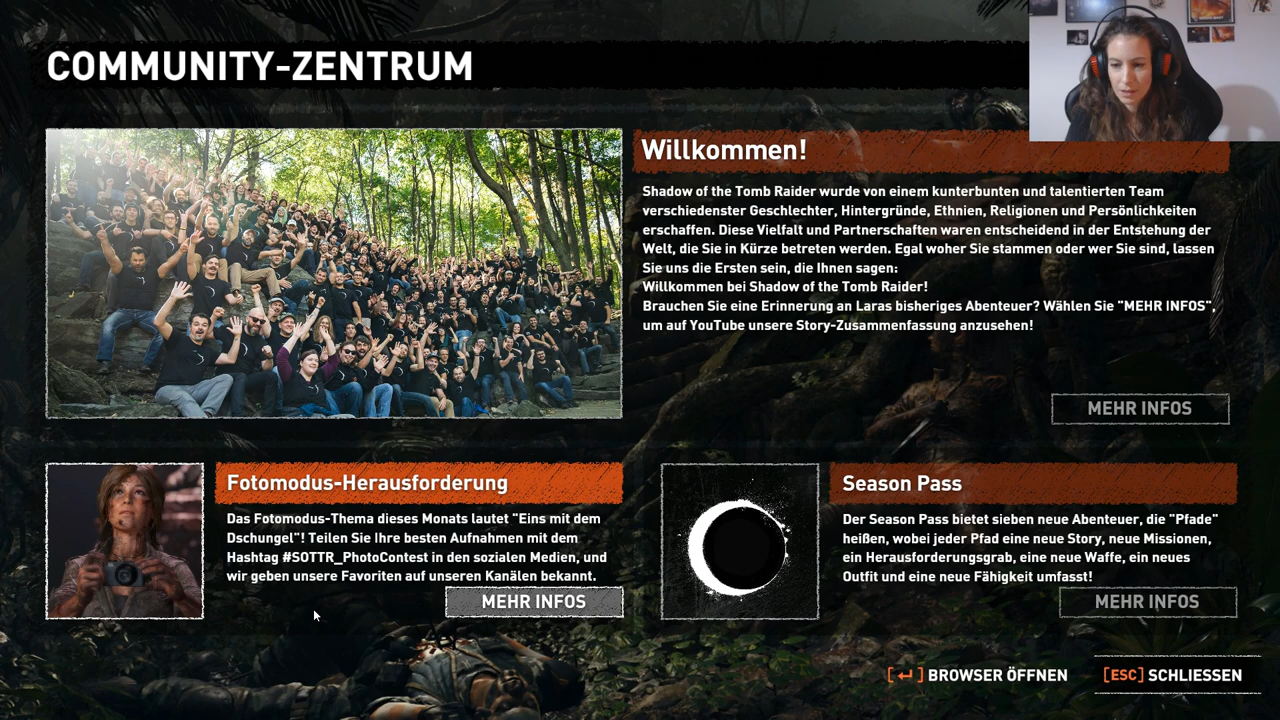 COMMUNITY-ZENTRUM
Willkommen!
Shadow of the Tomb Raider wurde von einem kunterbunten und talentierten Team
verschiedenster Geschlechter, Hintergründe, Ethnien, Religionen und Persönlichkeiten
erschaffen. Diese Vielfalt und Partnerschaften waren entscheidend in der Entstehung der
Welt, die Sie in Kürze betreten werden. Egal woher Sie stammen oder wer Sie sind, lassen
Sie uns die Ersten sein, die Ihnen sagen:
Willkommen bei Shadow of the Tomb Raider!
Brauchen Sie eine Erinnerung an Laras bisheriges Abenteuer? Wählen Sie "MEHR INFOS",
um auf YouTube unsere Story-Zusammenfassung anzusehen!
MEHR INFOS
Fotomodus-Herausforderung
Das Fotomodus-Thema dieses Monats lautet "Eins mit dem
Dschungel"! Teilen Sie Ihre besten Aufnahmen mit dem
Hashtag #SOTTR_PhotoContest in den sozialen Medien, und
wir geben unsere Favoriten auf unseren Kanälen bekannt.
MEHR INFOS
Season Pass
Der Season Pass bietet sieben neue Abenteuer, die "Pfade"
heißen, wobei jeder Pfad eine neue Story, neue Missionen,
ein Herausforderungsgrab, eine neue Waffe, ein neues
Outfit und eine neue Fähigkeit umfasst!
MEHR INFOS
[↵] BROWSER ÖFFNEN
[ESC] SCHLIESSEN